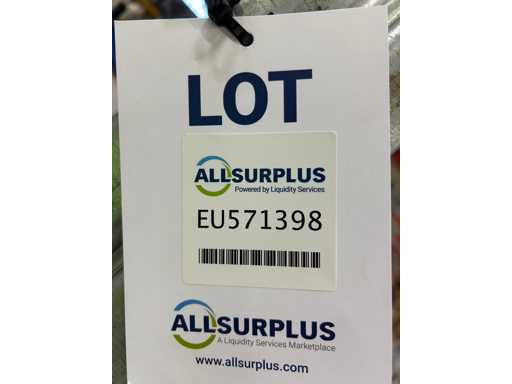 LOT
ALLSURPLUS
Powered by Liquidity Services
EU571398
ALLSURPLUS
A Liquidity Services Marketplace
www.allsurplus.com